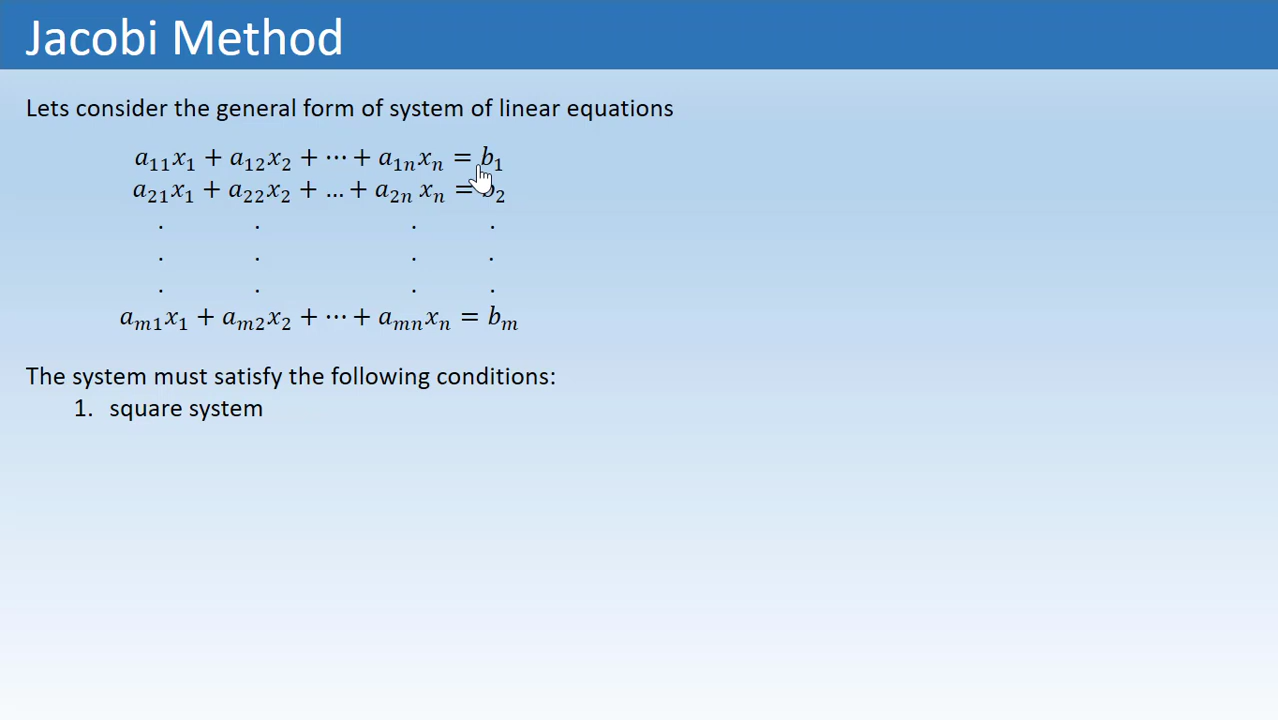 Jacobi Method
Lets consider the general form of system of linear equations
a₁₁x₁ + a₁₂x₂ + ⋯ + a₁ₙxₙ = b₁
a₂₁x₁ + a₂₂x₂ + … + a₂ₙ xₙ = b₂
. . . .
. . . .
. . . .
aₘ₁x₁ + aₘ₂x₂ + ⋯ + aₘₙxₙ = bₘ
The system must satisfy the following conditions:
1. square system